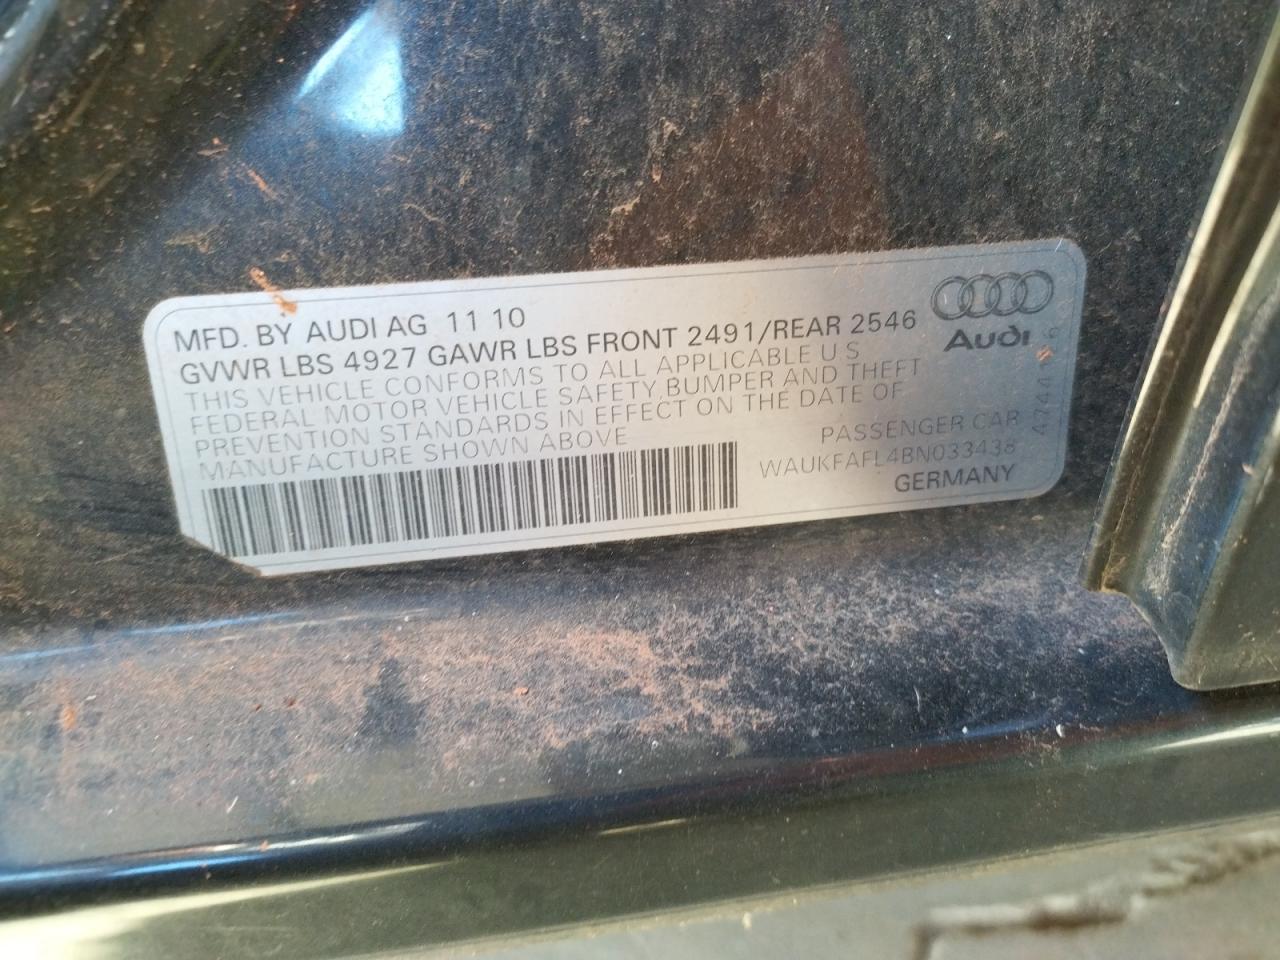 MFD. BY AUDI AG 11 10
GVWR LBS 4927 GAWR LBS FRONT 2491/REAR 2546
THIS VEHICLE CONFORMS TO ALL APPLICABLE U S
FEDERAL MOTOR VEHICLE SAFETY, BUMPER AND THEFT
PREVENTION STANDARDS IN EFFECT ON THE DATE OF
MANUFACTURE SHOWN ABOVE
Audi
PASSENGER CAR
WAUKFAFL4BN033438
GERMANY